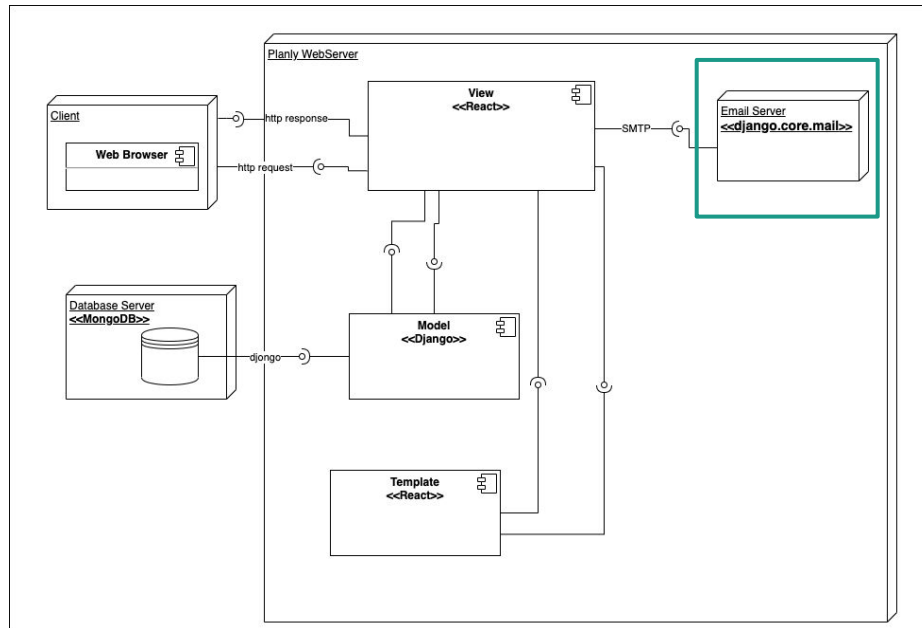 Planly WebServer
Client
Web Browser
http response
http request
View
<<React>>
SMTP
Email Server
<<django.core.mail>>
Database Server
<<MongoDB>>
djongo
Model
<<Django>>
Template
<<React>>